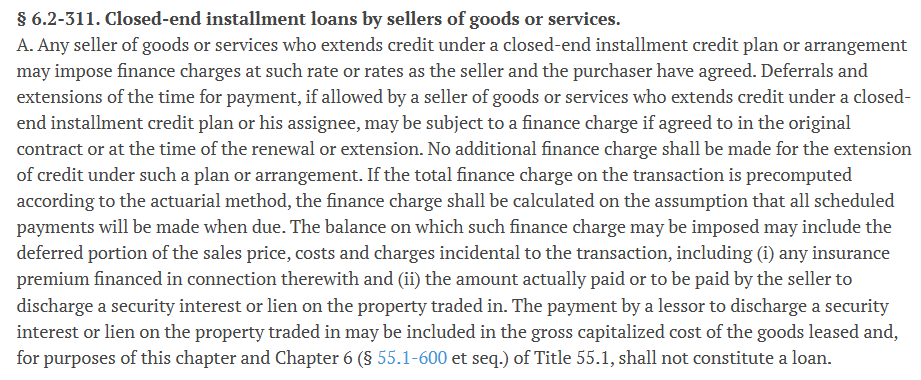 § 6.2-311. Closed-end installment loans by sellers of goods or services.
A. Any seller of goods or services who extends credit under a closed-end installment credit plan or arrangement
may impose finance charges at such rate or rates as the seller and the purchaser have agreed. Deferrals and
extensions of the time for payment, if allowed by a seller of goods or services who extends credit under a closed-
end installment credit plan or his assignee, may be subject to a finance charge if agreed to in the original
contract or at the time of the renewal or extension. No additional finance charge shall be made for the extension
of credit under such a plan or arrangement. If the total finance charge on the transaction is precomputed
according to the actuarial method, the finance charge shall be calculated on the assumption that all scheduled
payments will be made when due. The balance on which such finance charge may be imposed may include the
deferred portion of the sales price, costs and charges incidental to the transaction, including (i) any insurance
premium financed in connection therewith and (ii) the amount actually paid or to be paid by the seller to
discharge a security interest or lien on the property traded in. The payment by a lessor to discharge a security
interest or lien on the property traded in may be included in the gross capitalized cost of the goods leased and,
for purposes of this chapter and Chapter 6 (§ 55.1-600 et seq.) of Title 55.1, shall not constitute a loan.